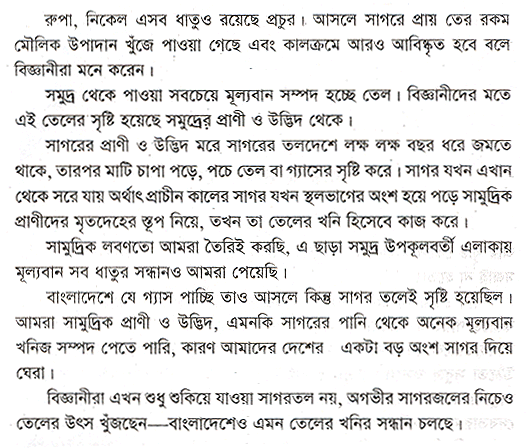 রুপা, নিকেল এসব ধাতুও রয়েছে প্রচুর। আসলে সাগরে প্রায় তের রকম
মৌলিক উপাদান খুঁজে পাওয়া গেছে এবং কালক্রমে আরও আবিষ্কৃত হবে বলে
বিজ্ঞানীরা মনে করেন।
সমুদ্র থেকে পাওয়া সবচেয়ে মূল্যবান সম্পদ হচ্ছে তেল। বিজ্ঞানীদের মতে
এই তেলের সৃষ্টি হয়েছে সমুদ্রের প্রাণী ও উদ্ভিদ থেকে।
সাগরের প্রাণী ও উদ্ভিদ মরে সাগরের তলদেশে লক্ষ লক্ষ বছর ধরে জমতে
থাকে, তারপর মাটি চাপা পড়ে, পচে তেল বা গ্যাসের সৃষ্টি করে। সাগর যখন এখান
থেকে সরে যায় অর্থাৎ প্রাচীন কালের সাগর যখন স্থলভাগের অংশ হয়ে পড়ে সামুদ্রিক
প্রাণীদের মৃতদেহের স্তূপ নিয়ে, তখন তা তেলের খনি হিসেবে কাজ করে।
সামুদ্রিক লবণতো আমরা তৈরিই করছি, এ ছাড়া সমুদ্র উপকূলবর্তী এলাকায়
মূল্যবান সব ধাতুর সন্ধানও আমরা পেয়েছি।
বাংলাদেশে যে গ্যাস পাচ্ছি তাও আসলে কিন্তু সাগর তলেই সৃষ্টি হয়েছিল।
আমরা সামুদ্রিক প্রাণী ও উদ্ভিদ, এমনকি সাগরের পানি থেকে অনেক মূল্যবান
খনিজ সম্পদ পেতে পারি, কারণ আমাদের দেশের একটা বড় অংশ সাগর দিয়ে
ঘেরা।
বিজ্ঞানীরা এখন শুধু শুকিয়ে যাওয়া সাগরতল নয়, অগভীর সাগরজলের নিচেও
তেলের উৎস খুঁজছেন—বাংলাদেশেও এমন তেলের খনির সন্ধান চলছে।